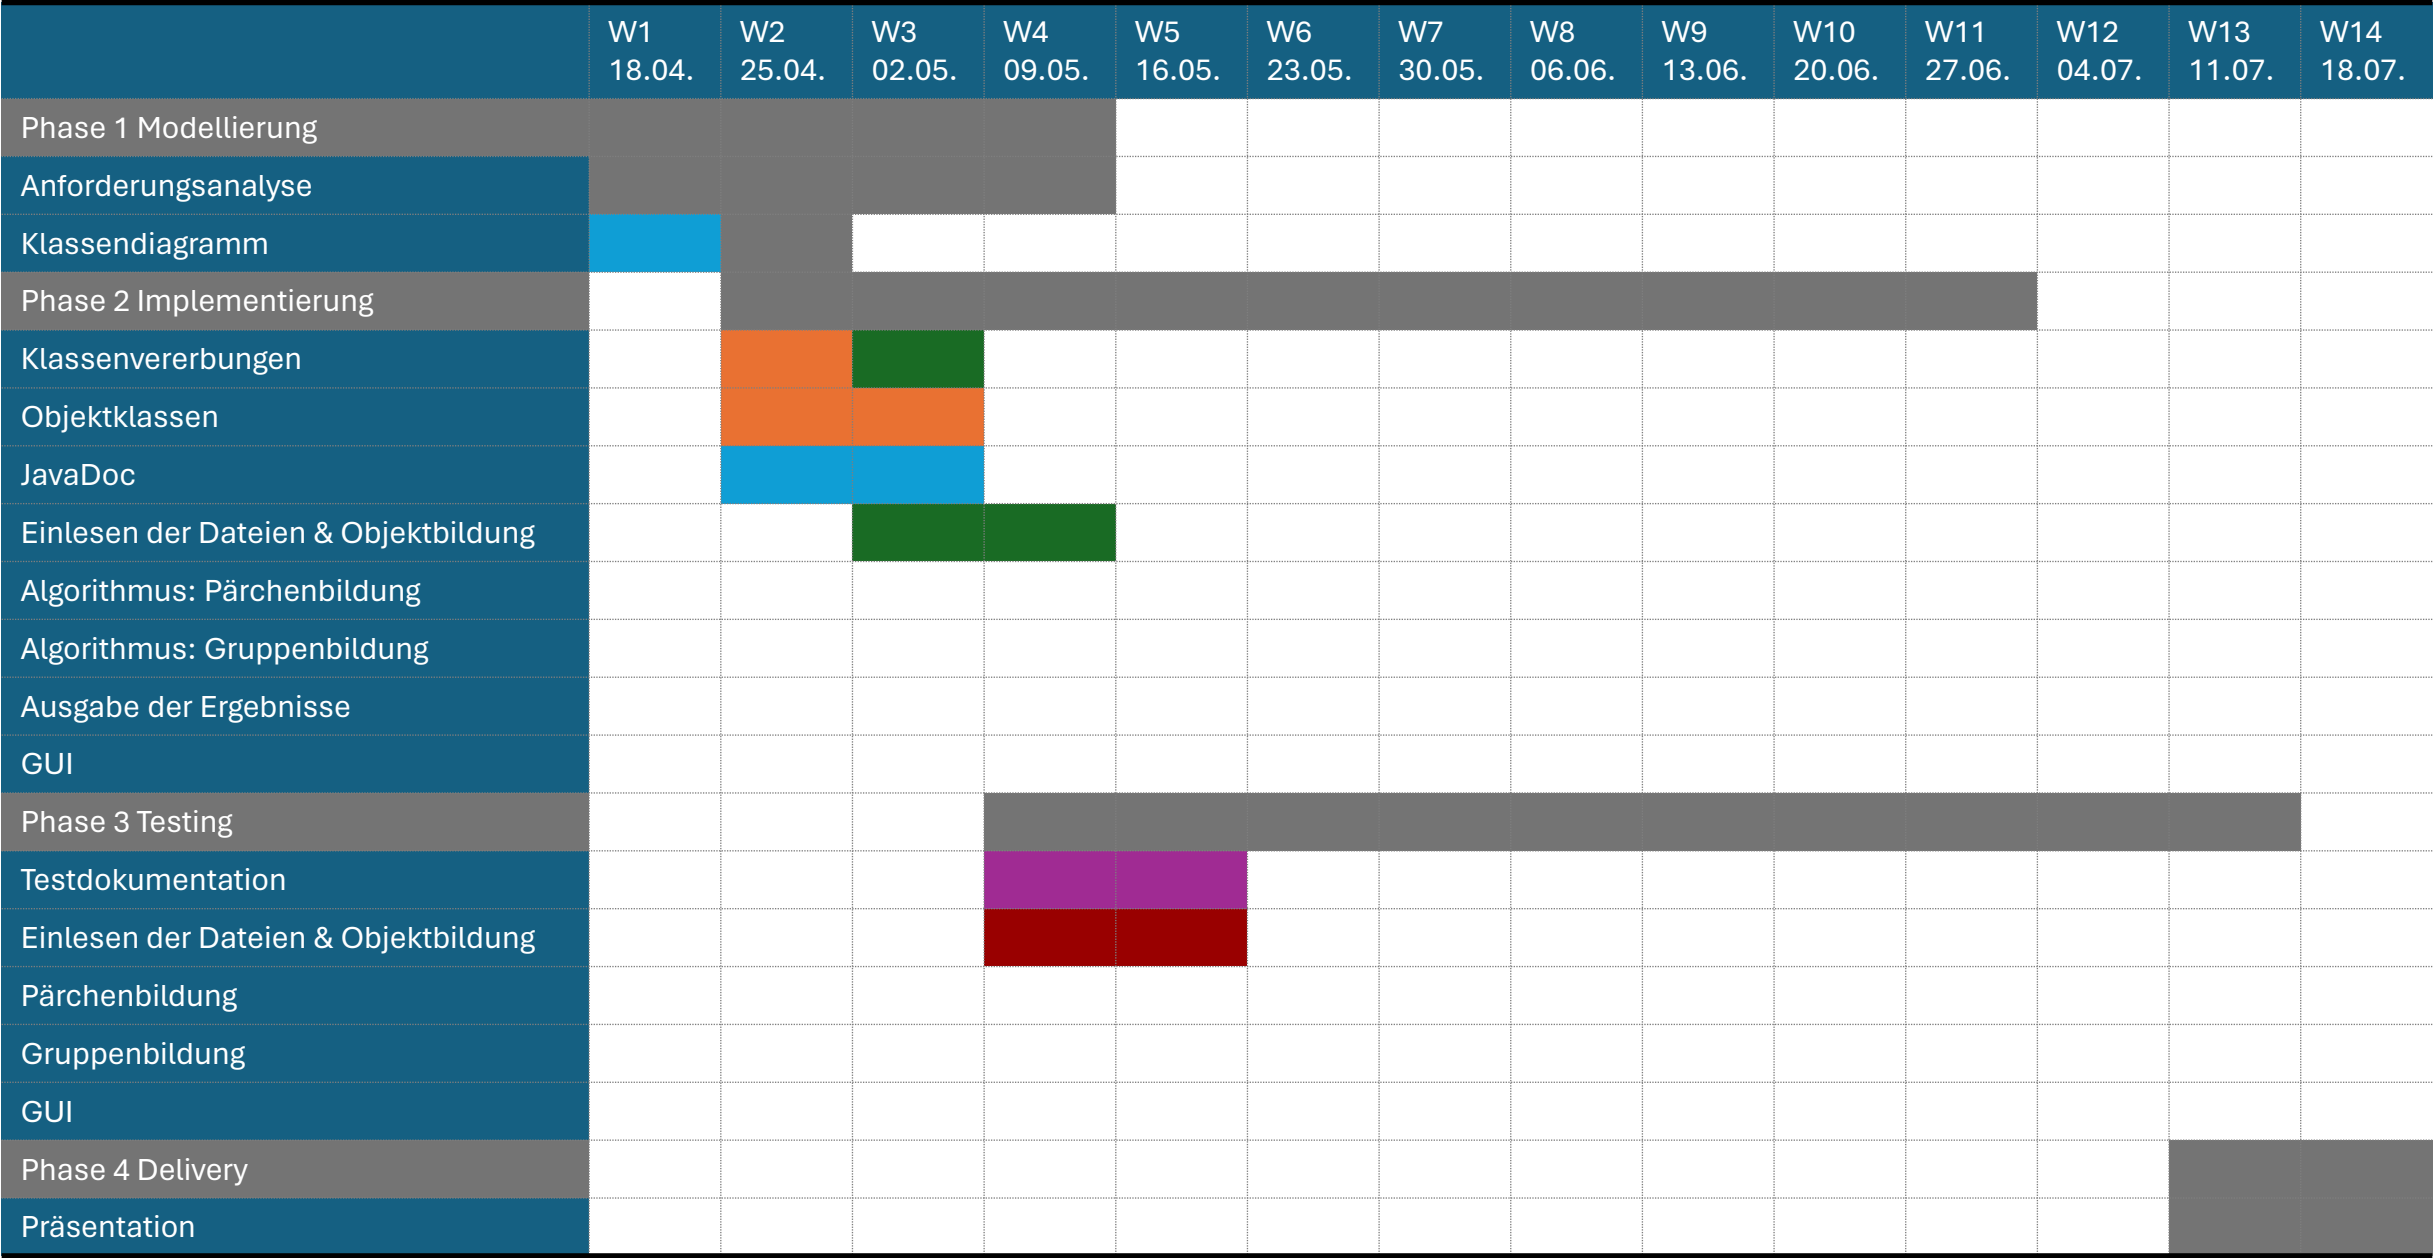 W1 W2 W3 W4 W5 W6 W7 W8 W9 W10 W11 W12 W13 W14
18.04. 25.04. 02.05. 09.05. 16.05. 23.05. 30.05. 06.06. 13.06. 20.06. 27.06. 04.07. 11.07. 18.07.
Phase 1 Modellierung
Anforderungsanalyse
Klassendiagramm
Phase 2 Implementierung
Klassenvererbungen
Objektklassen
JavaDoc
Einlesen der Dateien & Objektbildung
Algorithmus: Pärchenbildung
Algorithmus: Gruppenbildung
Ausgabe der Ergebnisse
GUI
Phase 3 Testing
Testdokumentation
Einlesen der Dateien & Objektbildung
Pärchenbildung
Gruppenbildung
GUI
Phase 4 Delivery
Präsentation